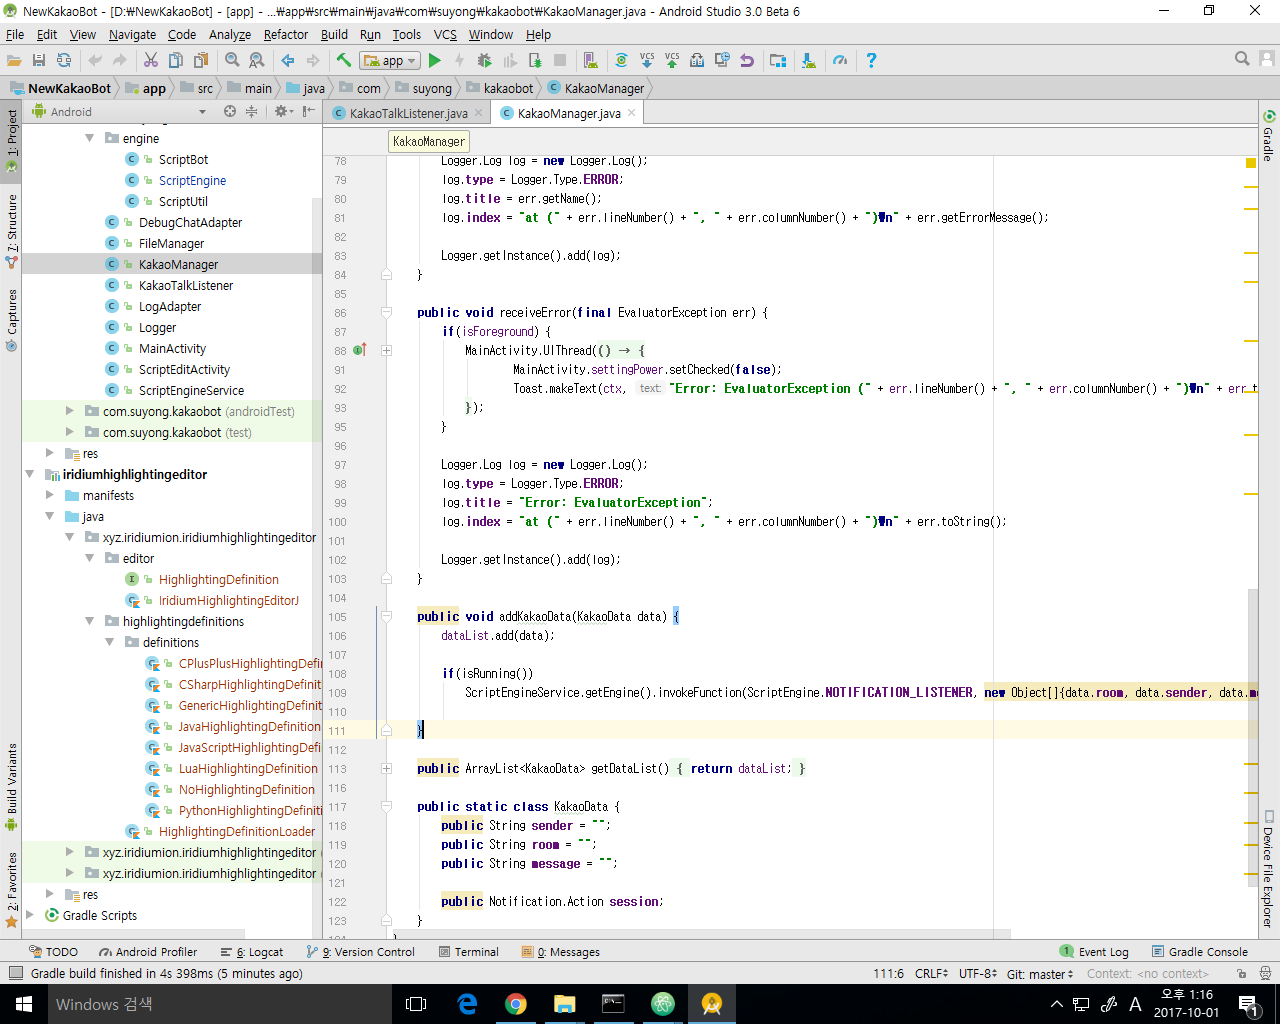 NewKakaoBot - [D:₩NewKakaoBot] - [app] - ...₩app₩src₩main₩java₩com₩suyong₩kakaobot₩KakaoManager.java - Android Studio 3.0 Beta 6
File Edit View Navigate Code Analyze Refactor Build Run Tools VCS Window Help
app VCS VCS
NewKakaoBot app src main java com suyong kakaobot KakaoManager
Android
KakaoTalkListener.java KakaoManager.java
KakaoManager
1: Project
7: Structure
Captures
Build Variants
2: Favorites
Gradle
Device File Explorer
engine
ScriptBot
ScriptEngine
ScriptUtil
DebugChatAdapter
FileManager
KakaoManager
KakaoTalkListener
LogAdapter
Logger
MainActivity
ScriptEditActivity
ScriptEngineService
com.suyong.kakaobot (androidTest)
com.suyong.kakaobot (test)
res
iridiumhighlightingeditor
manifests
java
xyz.iridiumion.iridiumhighlightingeditor
editor
HighlightingDefinition
IridiumHighlightingEditorJ
highlightingdefinitions
definitions
CPlusPlusHighlightingDefi
CSharpHighlightingDefinit
GenericHighlightingDefinit
JavaHighlightingDefinition
JavaScriptHighlightingDefi
LuaHighlightingDefinition
NoHighlightingDefinition
PythonHighlightingDefiniti
HighlightingDefinitionLoader
xyz.iridiumion.iridiumhighlightingeditor (
xyz.iridiumion.iridiumhighlightingeditor (
res
Gradle Scripts
78 Logger.Log log = new Logger.Log();
79 log.type = Logger.Type.ERROR;
80 log.title = err.getName();
81 log.index = "at (" + err.lineNumber() + ", " + err.columnNumber() + ")₩n" + err.getErrorMessage();
82
83 Logger.getInstance().add(log);
84 }
85
86 public void receiveError(final EvaluatorException err) {
87 if(isForeground) {
88 MainActivity.UIThread(() → {
91 MainActivity.settingPower.setChecked(false);
92 Toast.makeText(ctx, text: "Error: EvaluatorException (" + err.lineNumber() + ", " + err.columnNumber() + ")₩n" + err.t
93 });
95 }
96
97 Logger.Log log = new Logger.Log();
98 log.type = Logger.Type.ERROR;
99 log.title = "Error: EvaluatorException";
100 log.index = "at (" + err.lineNumber() + ", " + err.columnNumber() + ")₩n" + err.toString();
101
102 Logger.getInstance().add(log);
103 }
104
105 public void addKakaoData(KakaoData data) {
106 dataList.add(data);
107
108 if(isRunning())
109 ScriptEngineService.getEngine().invokeFunction(ScriptEngine.NOTIFICATION_LISTENER, new Object[]{data.room, data.sender, data.me
110
111 }
112
113 public ArrayList<KakaoData> getDataList() { return dataList; }
116
117 public static class KakaoData {
118 public String sender = "";
119 public String room = "";
120 public String message = "";
121
122 public Notification.Action session;
123 }
TODO Android Profiler 6: Logcat 9: Version Control Terminal 0: Messages 1 Event Log Gradle Console
Gradle build finished in 4s 398ms (5 minutes ago) 111:6 CRLF UTF-8 Git: master Context: <no context>
Windows 검색 A 오후 1:16
2017-10-01 1